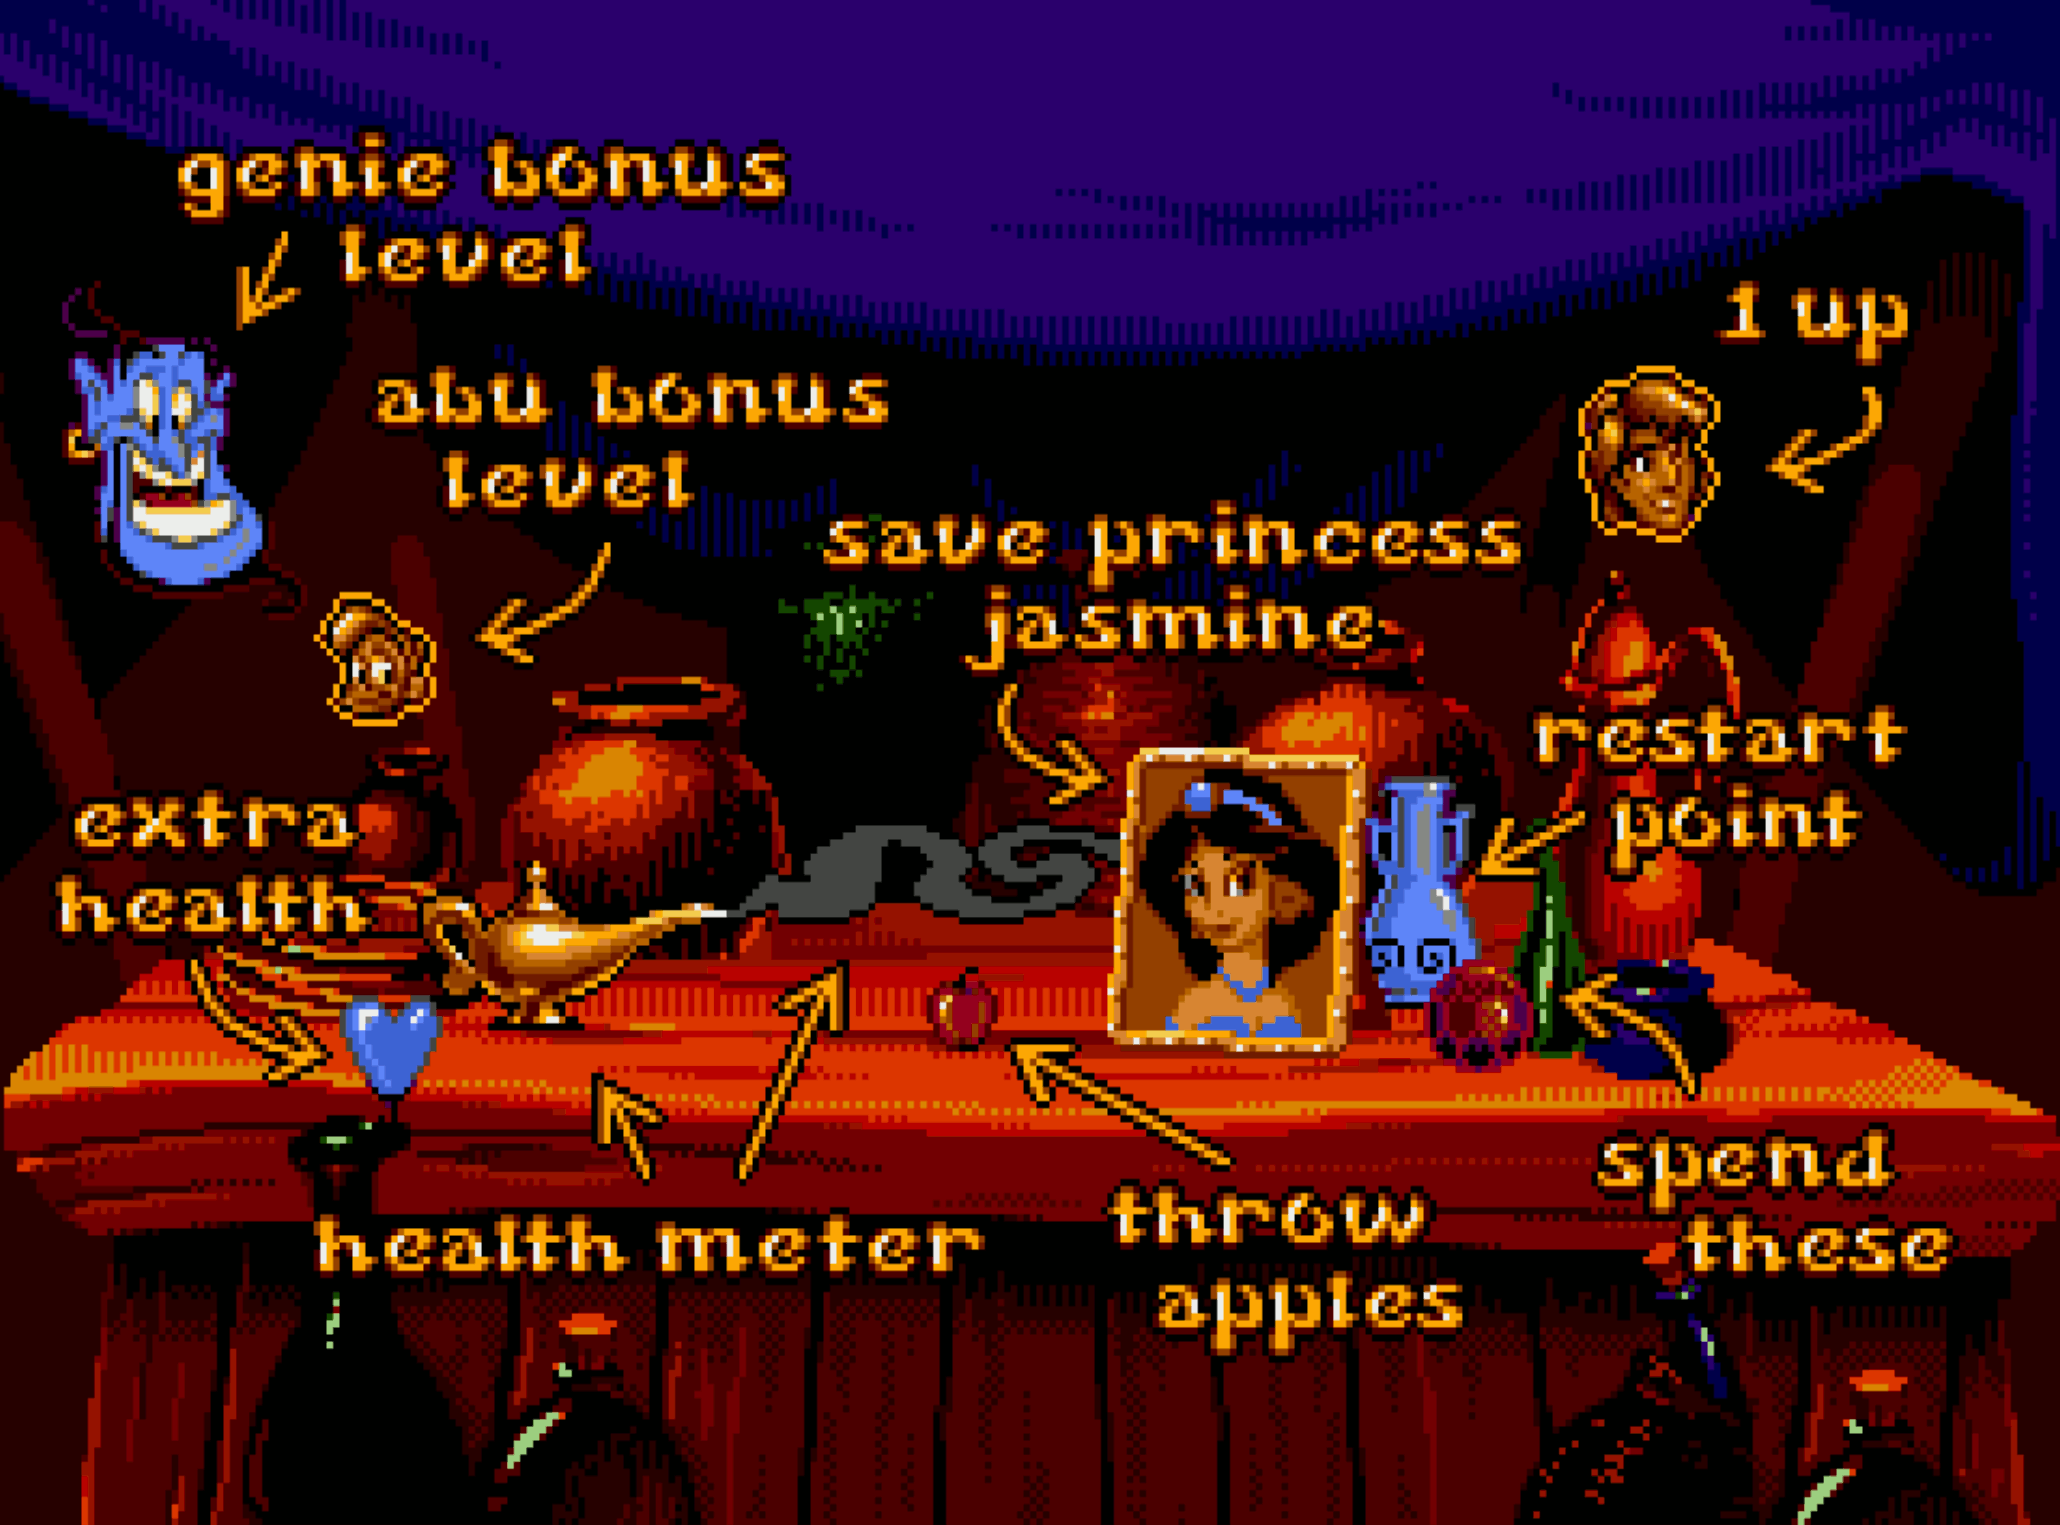 genie bonus
level
1 up
abu bonus
level
save princess
jasmine
restart
point
extra
health
spend
these
throw
apples
health meter